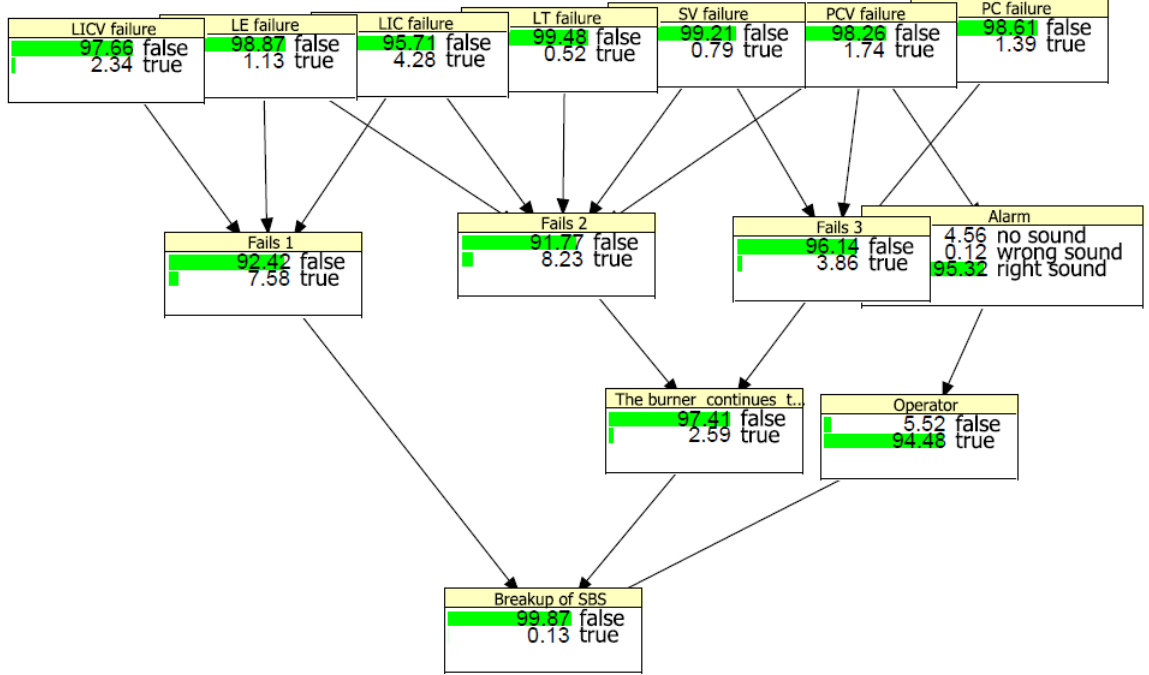 LICV failure
97.66 false
2.34 true
LE failure
98.87 false
1.13 true
LIC failure
95.71 false
4.28 true
LT failure
99.48 false
0.52 true
SV failure
99.21 false
0.79 true
PCV failure
98.26 false
1.74 true
PC failure
98.61 false
1.39 true
Fails 1
92.42 false
7.58 true
Fails 2
91.77 false
8.23 true
Fails 3
96.14 false
3.86 true
Alarm
4.56 no sound
0.12 wrong sound
95.32 right sound
The burner continues t...
97.41 false
2.59 true
Operator
5.52 false
94.48 true
Breakup of SBS
99.87 false
0.13 true